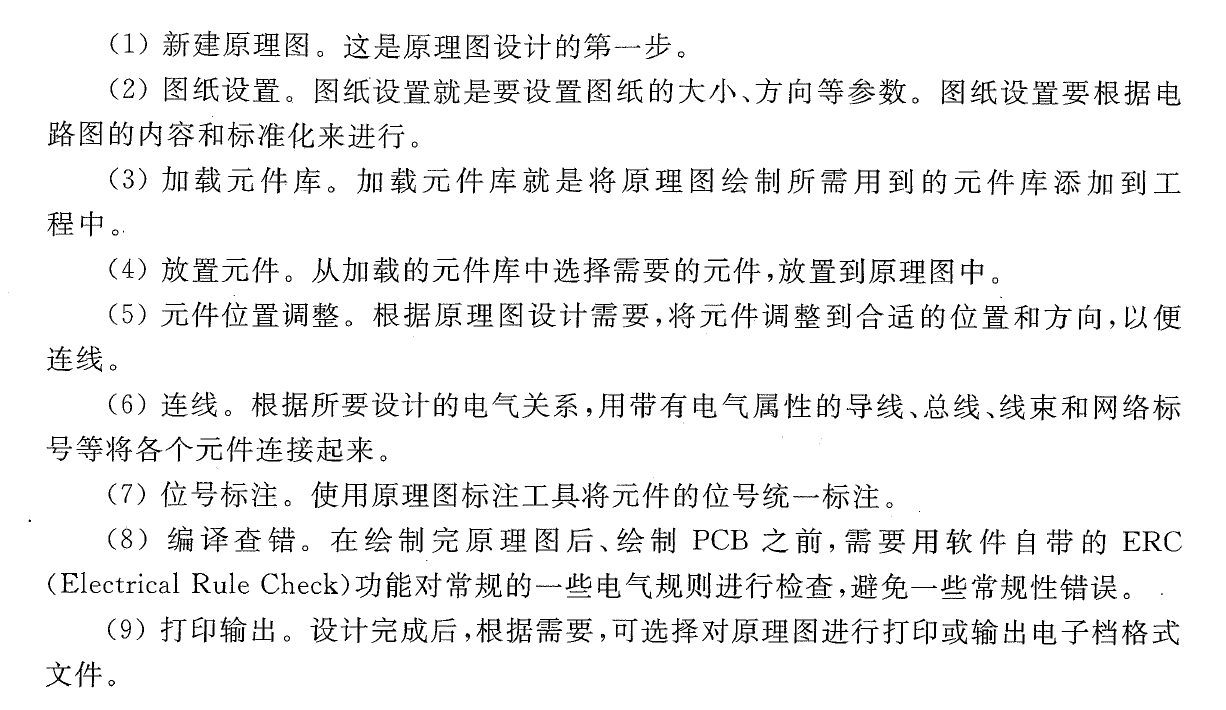 (1) 新建原理图。这是原理图设计的第一步。
(2) 图纸设置。图纸设置就是要设置图纸的大小、方向等参数。图纸设置要根据电
路图的内容和标准化来进行。
(3) 加载元件库。加载元件库就是将原理图绘制所需用到的元件库添加到工
程中。
(4) 放置元件。从加载的元件库中选择需要的元件,放置到原理图中。
(5) 元件位置调整。根据原理图设计需要,将元件调整到合适的位置和方向,以便
连线。
(6) 连线。根据所要设计的电气关系,用带有电气属性的导线、总线、线束和网络标
号等将各个元件连接起来。
(7) 位号标注。使用原理图标注工具将元件的位号统一标注。
(8) 编译查错。在绘制完原理图后、绘制 PCB 之前,需要用软件自带的 ERC
(Electrical Rule Check)功能对常规的一些电气规则进行检查,避免一些常规性错误。
(9) 打印输出。设计完成后,根据需要,可选择对原理图进行打印或输出电子档格式
文件。